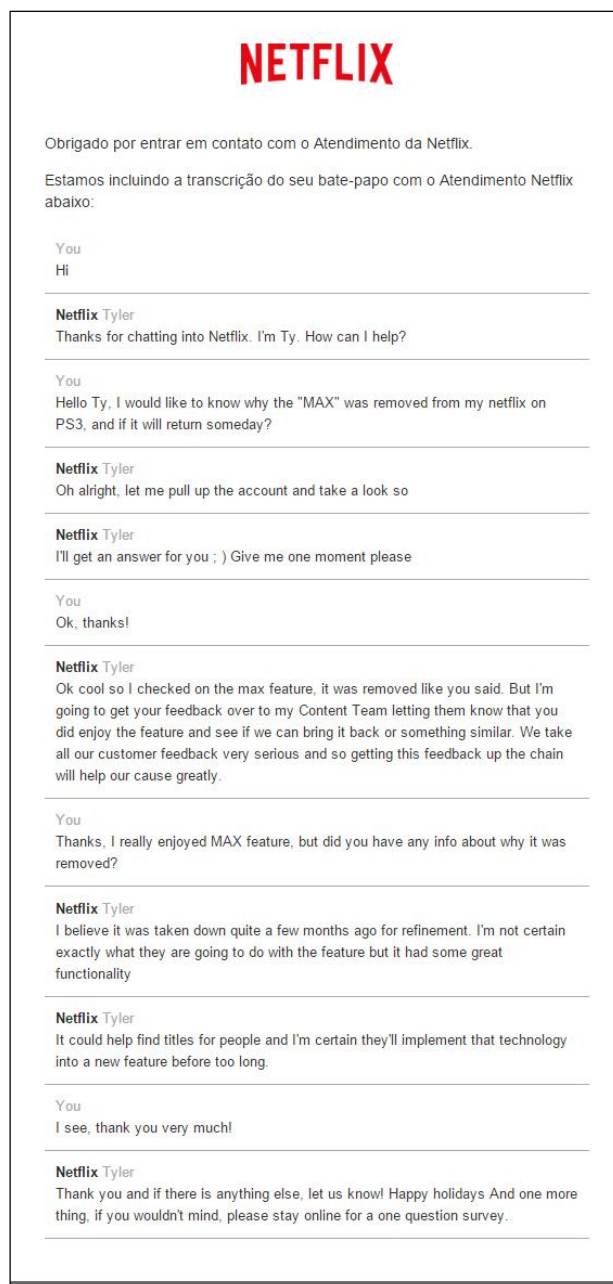 NETFLIX
Obrigado por entrar em contato com o Atendimento da Netflix.
Estamos incluindo a transcrição do seu bate-papo com o Atendimento Netflix
abaixo:
You
Hi
Netflix Tyler
Thanks for chatting into Netflix. I'm Ty. How can I help?
You
Hello Ty, I would like to know why the "MAX" was removed from my netflix on
PS3, and if it will return someday?
Netflix Tyler
Oh alright, let me pull up the account and take a look so
Netflix Tyler
I'll get an answer for you ; ) Give me one moment please
You
Ok, thanks!
Netflix Tyler
Ok cool so I checked on the max feature, it was removed like you said. But I'm
going to get your feedback over to my Content Team letting them know that you
did enjoy the feature and see if we can bring it back or something similar. We take
all our customer feedback very serious and so getting this feedback up the chain
will help our cause greatly.
You
Thanks, I really enjoyed MAX feature, but did you have any info about why it was
removed?
Netflix Tyler
I believe it was taken down quite a few months ago for refinement. I'm not certain
exactly what they are going to do with the feature but it had some great
functionality
Netflix Tyler
It could help find titles for people and I'm certain they'll implement that technology
into a new feature before too long.
You
I see, thank you very much!
Netflix Tyler
Thank you and if there is anything else, let us know! Happy holidays And one more
thing, if you wouldn't mind, please stay online for a one question survey.